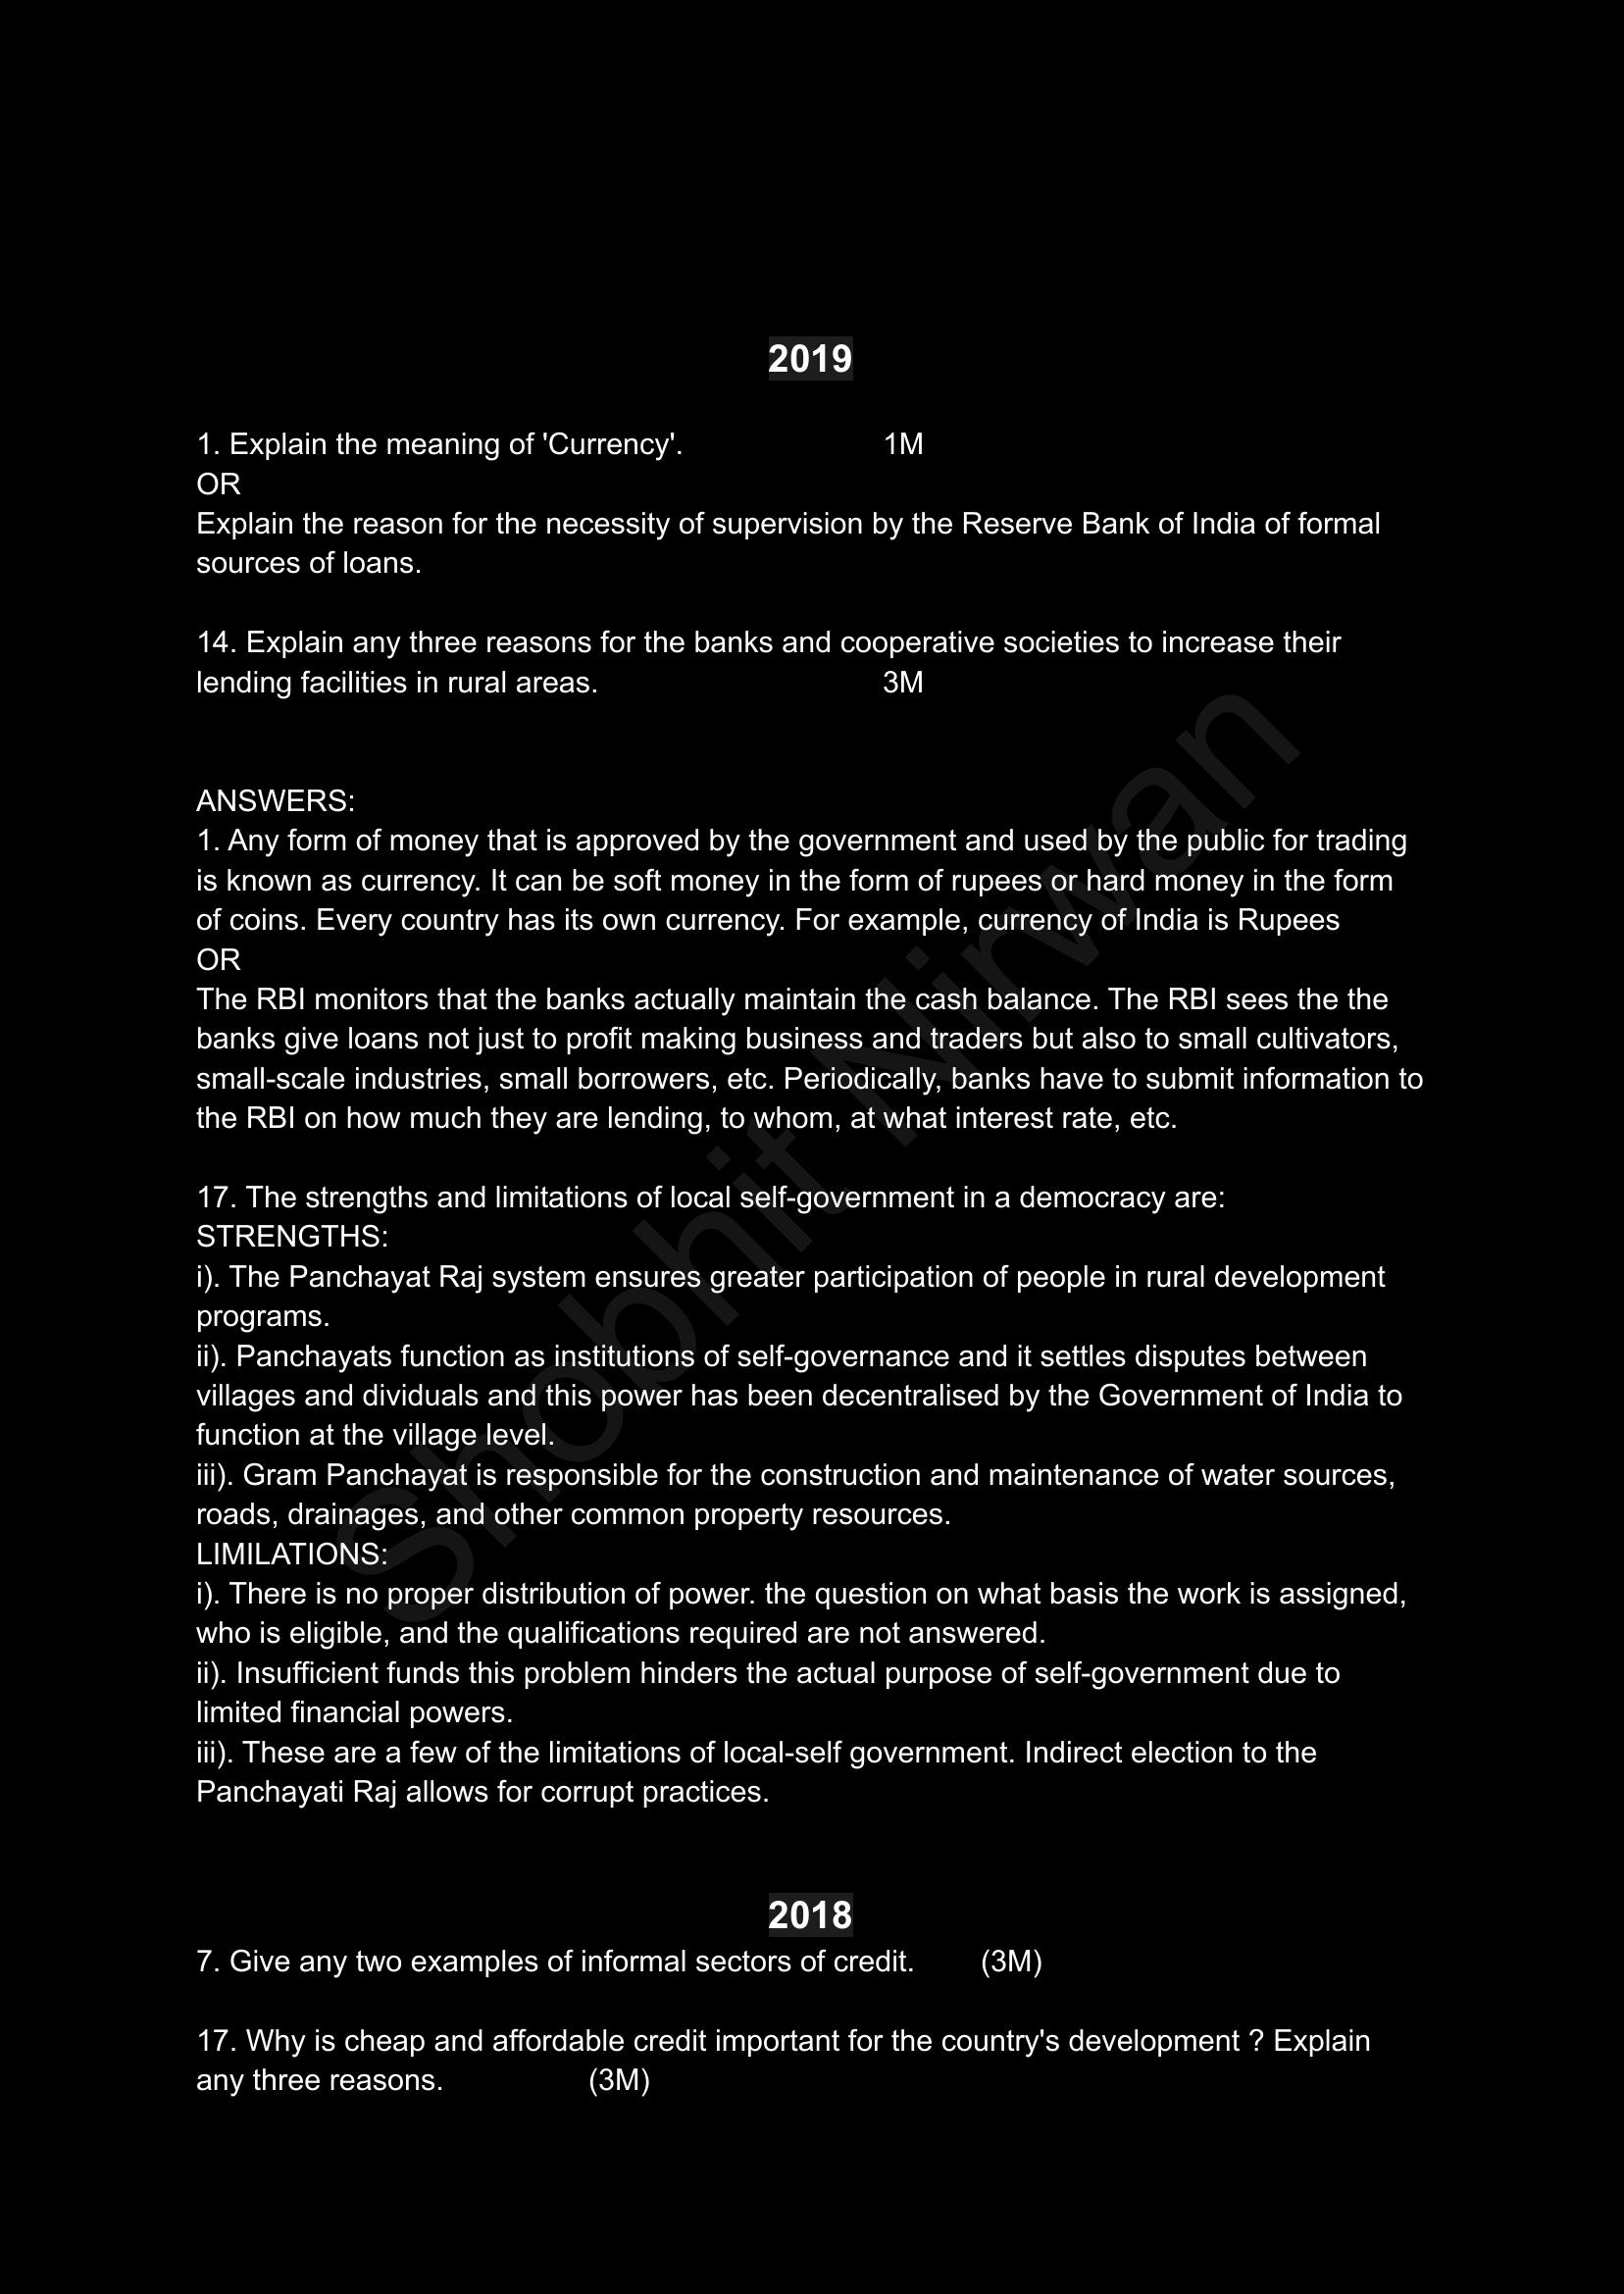 2019
1. Explain the meaning of 'Currency'. 1M
OR
Explain the reason for the necessity of supervision by the Reserve Bank of India of formal
sources of loans.
14. Explain any three reasons for the banks and cooperative societies to increase their
lending facilities in rural areas. 3M
ANSWERS:
1. Any form of money that is approved by the government and used by the public for trading
is known as currency. It can be soft money in the form of rupees or hard money in the form
of coins. Every country has its own currency. For example, currency of India is Rupees
OR
The RBI monitors that the banks actually maintain the cash balance. The RBI sees the the
banks give loans not just to profit making business and traders but also to small cultivators,
small-scale industries, small borrowers, etc. Periodically, banks have to submit information to
the RBI on how much they are lending, to whom, at what interest rate, etc.
17. The strengths and limitations of local self-government in a democracy are:
STRENGTHS:
i). The Panchayat Raj system ensures greater participation of people in rural development
programs.
ii). Panchayats function as institutions of self-governance and it settles disputes between
villages and dividuals and this power has been decentralised by the Government of India to
function at the village level.
iii). Gram Panchayat is responsible for the construction and maintenance of water sources,
roads, drainages, and other common property resources.
LIMILATIONS:
i). There is no proper distribution of power. the question on what basis the work is assigned,
who is eligible, and the qualifications required are not answered.
ii). Insufficient funds this problem hinders the actual purpose of self-government due to
limited financial powers.
iii). These are a few of the limitations of local-self government. Indirect election to the
Panchayati Raj allows for corrupt practices.
2018
7. Give any two examples of informal sectors of credit. (3M)
17. Why is cheap and affordable credit important for the country's development ? Explain
any three reasons. (3M)
Shobhit Nirwan